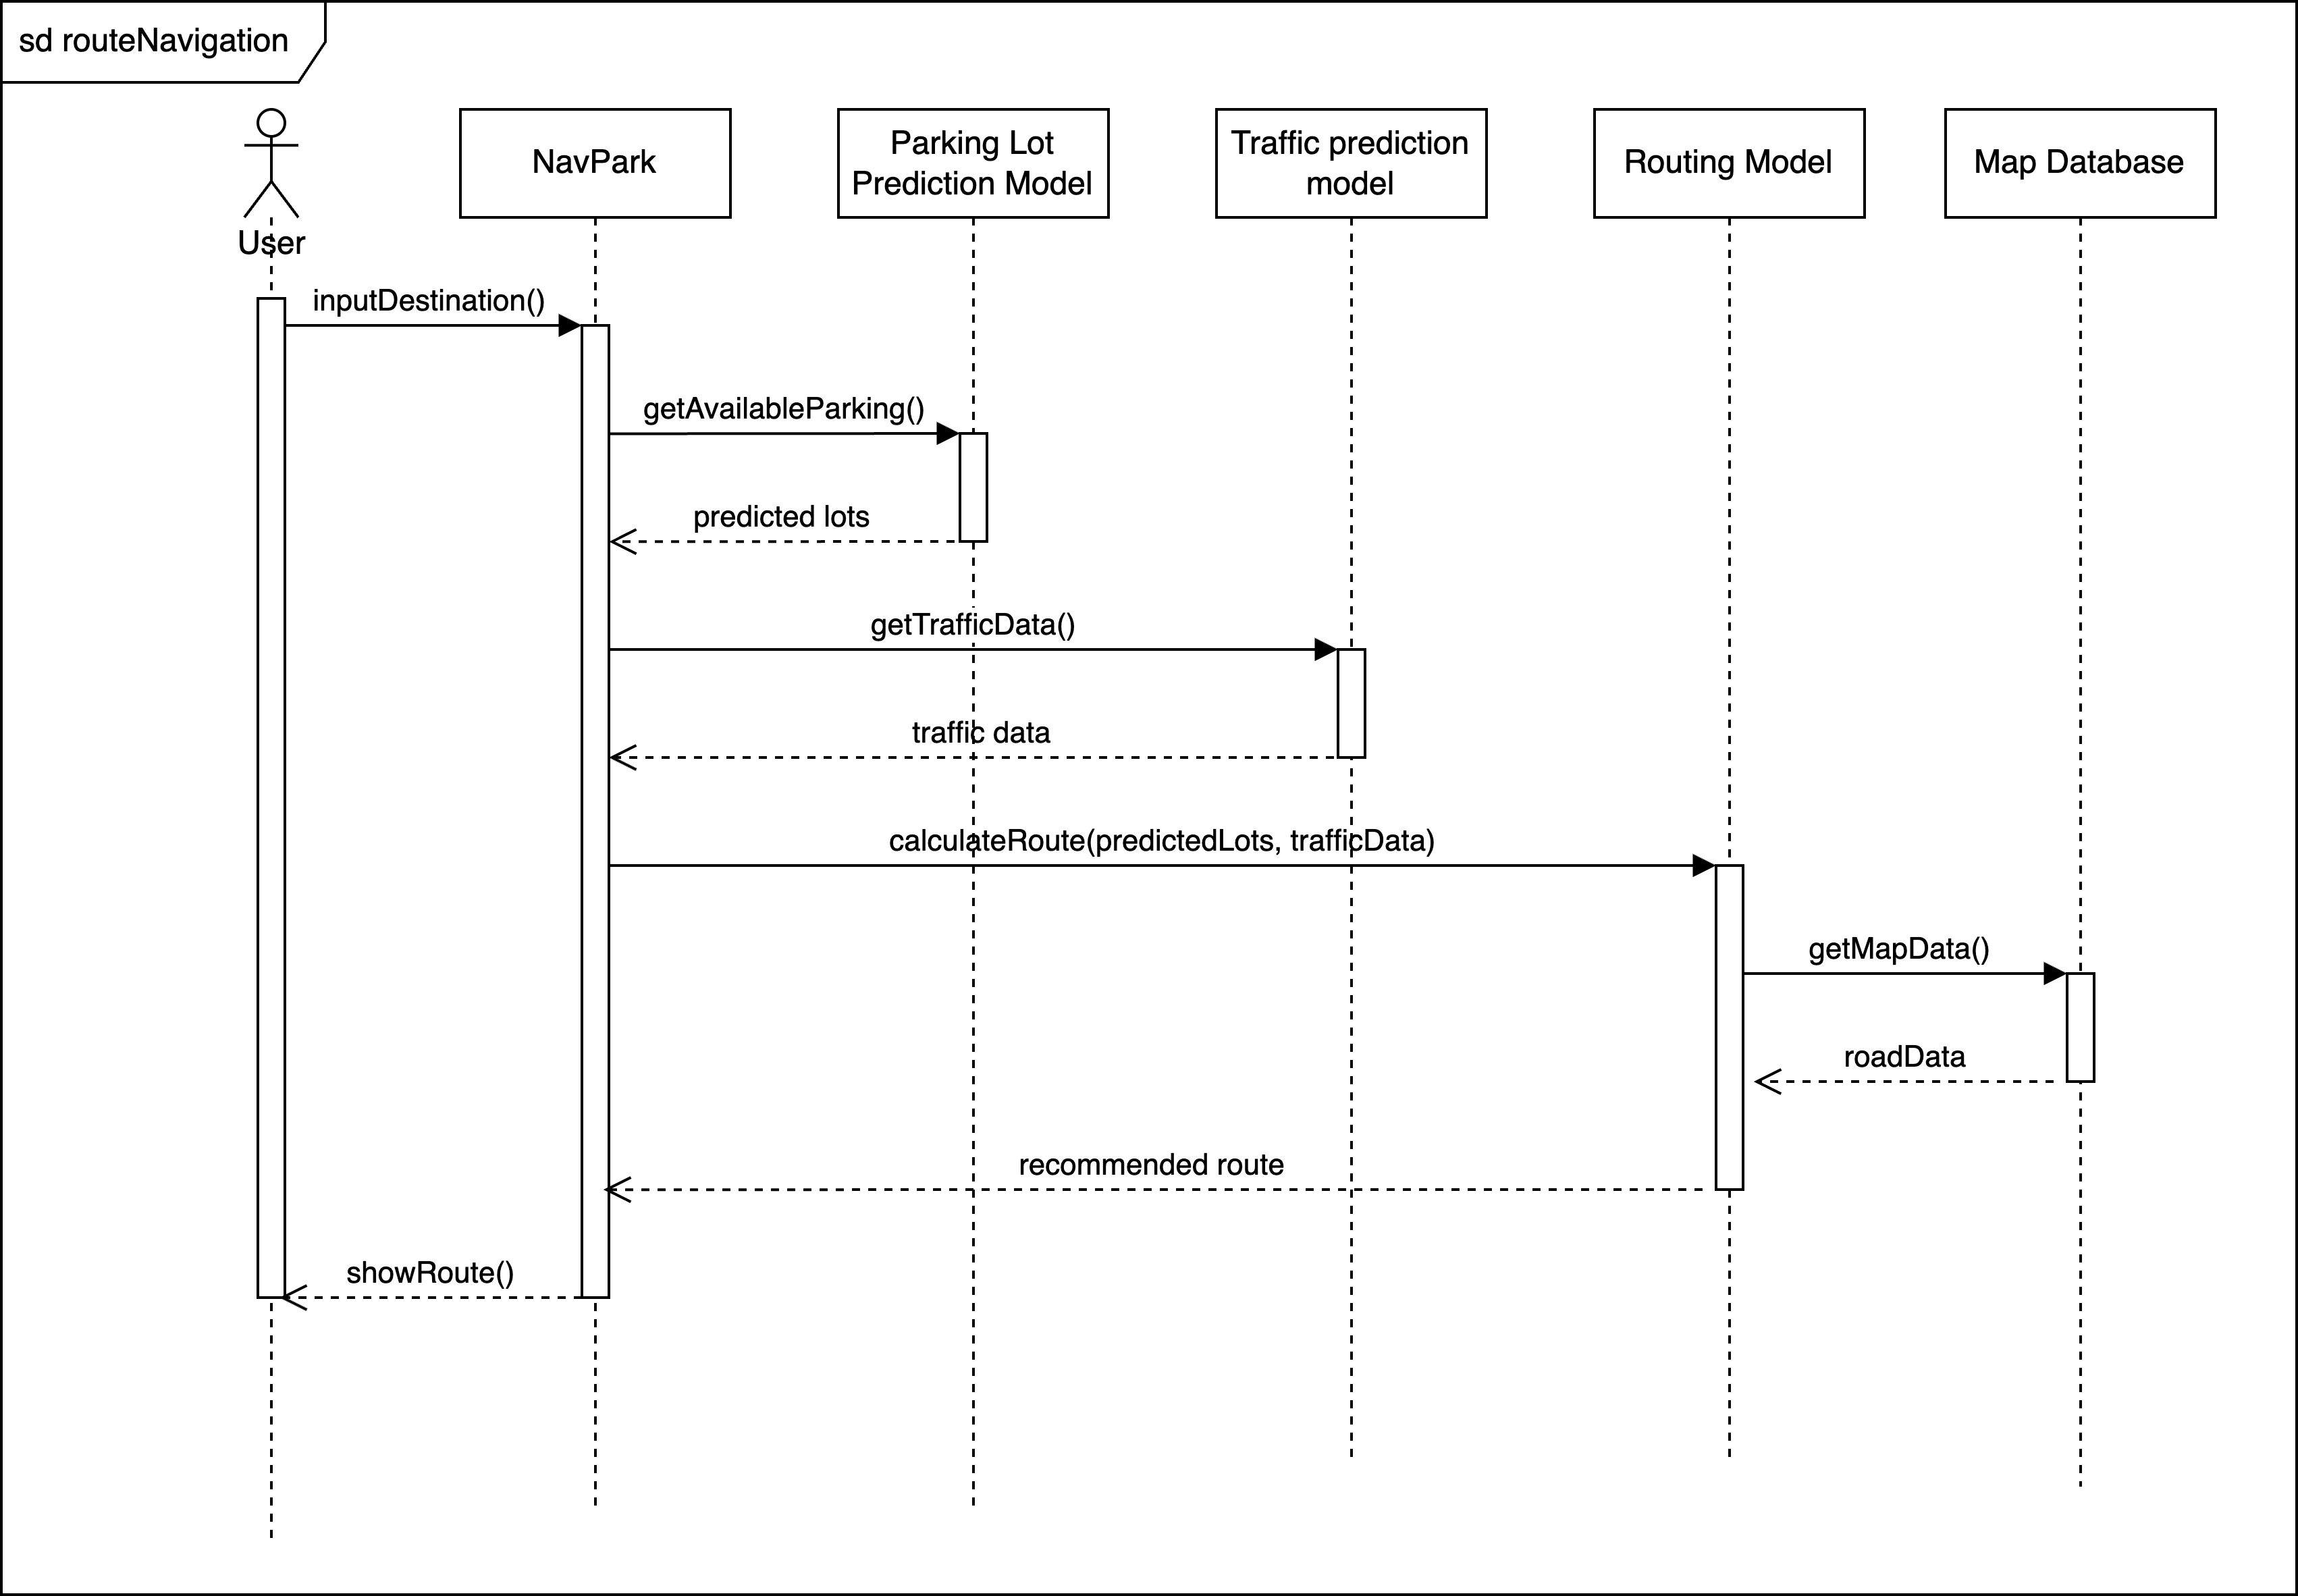 sd routeNavigation
User
NavPark
Parking Lot
Prediction Model
Traffic prediction
model
Routing Model
Map Database
inputDestination()
getAvailableParking()
predicted lots
getTrafficData()
traffic data
calculateRoute(predictedLots, trafficData)
getMapData()
roadData
recommended route
showRoute()